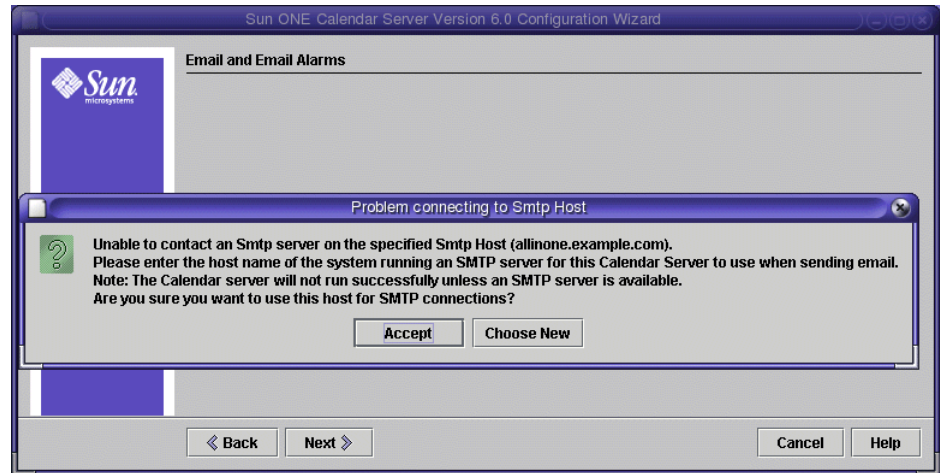 Sun ONE Calendar Server Version 6.0 Configuration Wizard
Email and Email Alarms
Sun
microsystems
Problem connecting to Smtp Host
Unable to contact an Smtp server on the specified Smtp Host (allinone.example.com).
Please enter the host name of the system running an SMTP server for this Calendar Server to use when sending email.
Note: The Calendar server will not run successfully unless an SMTP server is available.
Are you sure you want to use this host for SMTP connections?
Accept Choose New
Back Next Cancel Help